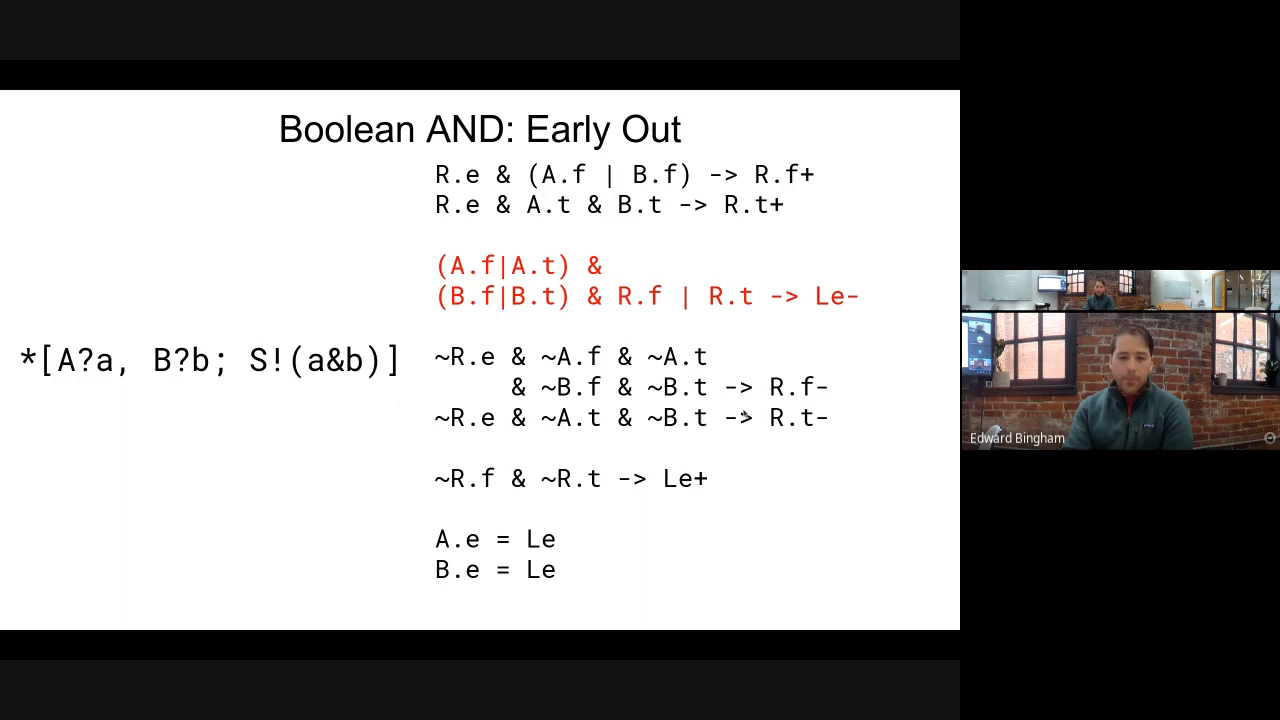 Boolean AND: Early Out
R.e & (A.f | B.f) -> R.f+
R.e & A.t & B.t -> R.t+
(A.f|A.t) &
(B.f|B.t) & R.f | R.t -> Le-
*[A?a, B?b; S!(a&b)]
~R.e & ~A.f & ~A.t
& ~B.f & ~B.t -> R.f-
~R.e & ~A.t & ~B.t -> R.t-
~R.f & ~R.t -> Le+
A.e = Le
B.e = Le
Edward Bingham